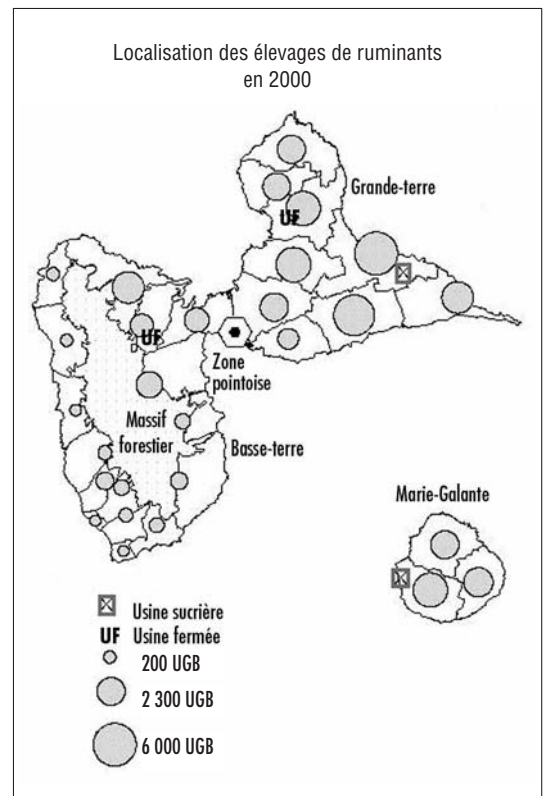 Localisation des élevages de ruminants
en 2000
Grande-terre
UF
UF
Zone
pointoise
Massif
forestier
Basse-terre
Marie-Galante
Usine sucrière
UF Usine fermée
200 UGB
2 300 UGB
6 000 UGB